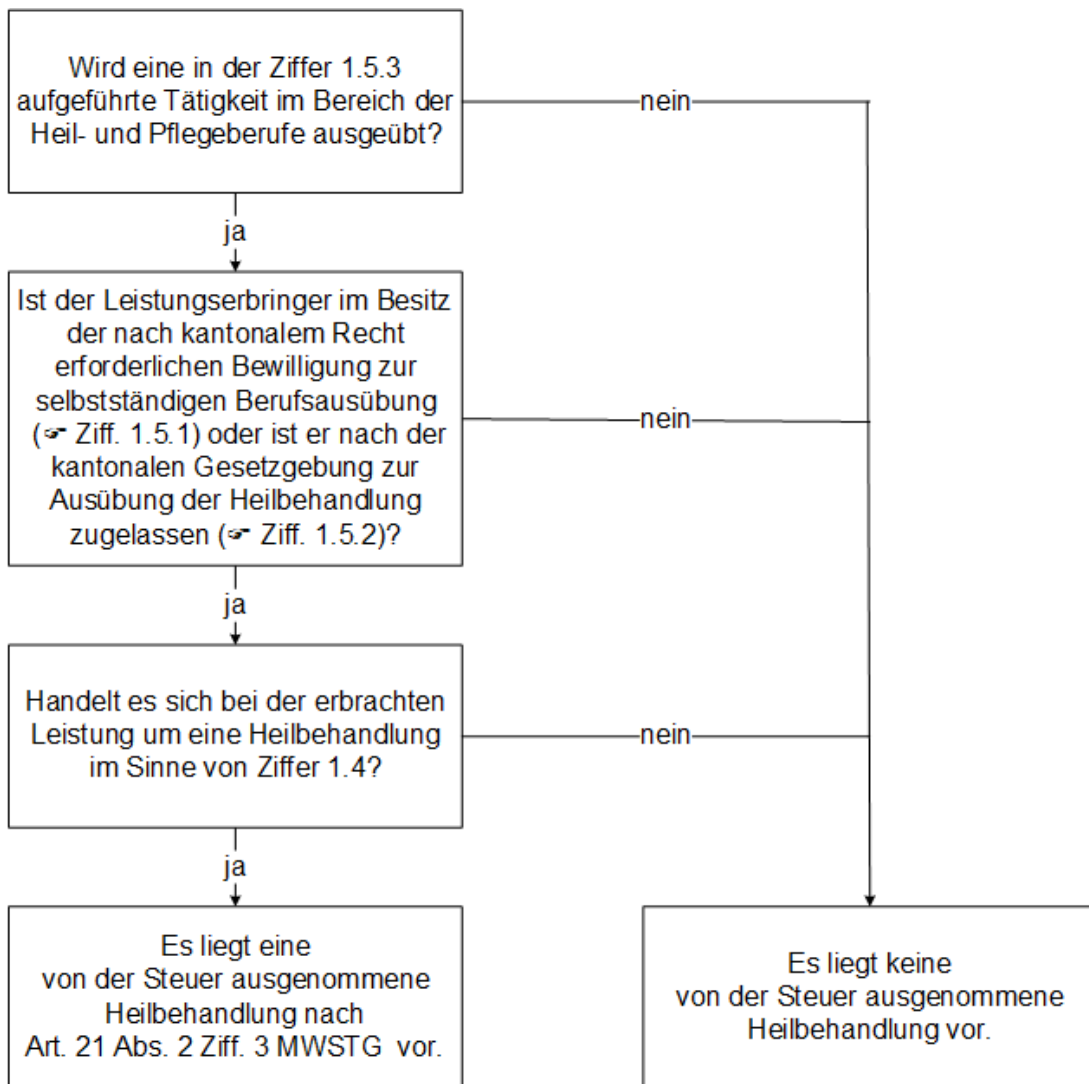 Wird eine in der Ziffer 1.5.3
aufgeführte Tätigkeit im Bereich der
Heil- und Pflegeberufe ausgeübt?
nein
ja
Ist der Leistungserbringer im Besitz
der nach kantonalem Recht
erforderlichen Bewilligung zur
selbstständigen Berufsausübung
(☞ Ziff. 1.5.1) oder ist er nach der
kantonalen Gesetzgebung zur
Ausübung der Heilbehandlung
zugelassen (☞ Ziff. 1.5.2)?
nein
ja
Handelt es sich bei der erbrachten
Leistung um eine Heilbehandlung
im Sinne von Ziffer 1.4?
nein
ja
Es liegt eine
von der Steuer ausgenommene
Heilbehandlung nach
Art. 21 Abs. 2 Ziff. 3 MWSTG vor.
Es liegt keine
von der Steuer ausgenommene
Heilbehandlung vor.